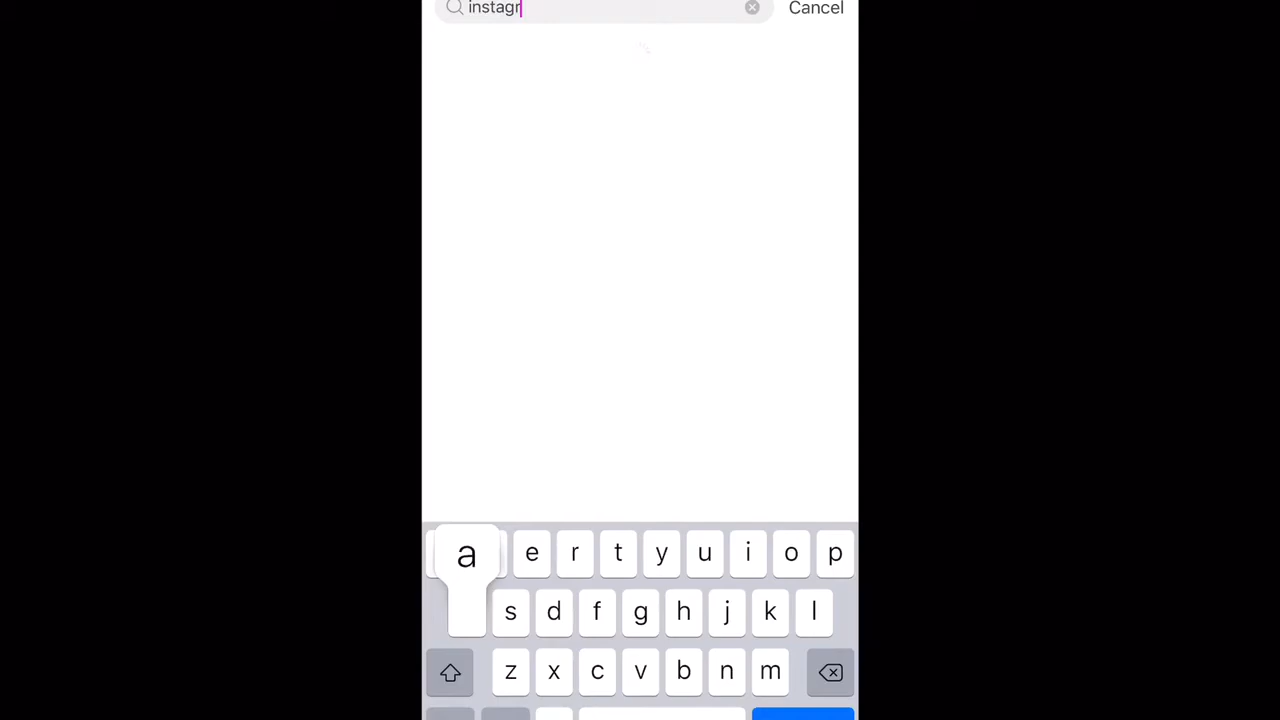 instagr
Cancel
a
e r t y u i o p
s d f g h j k l
z x c v b n m